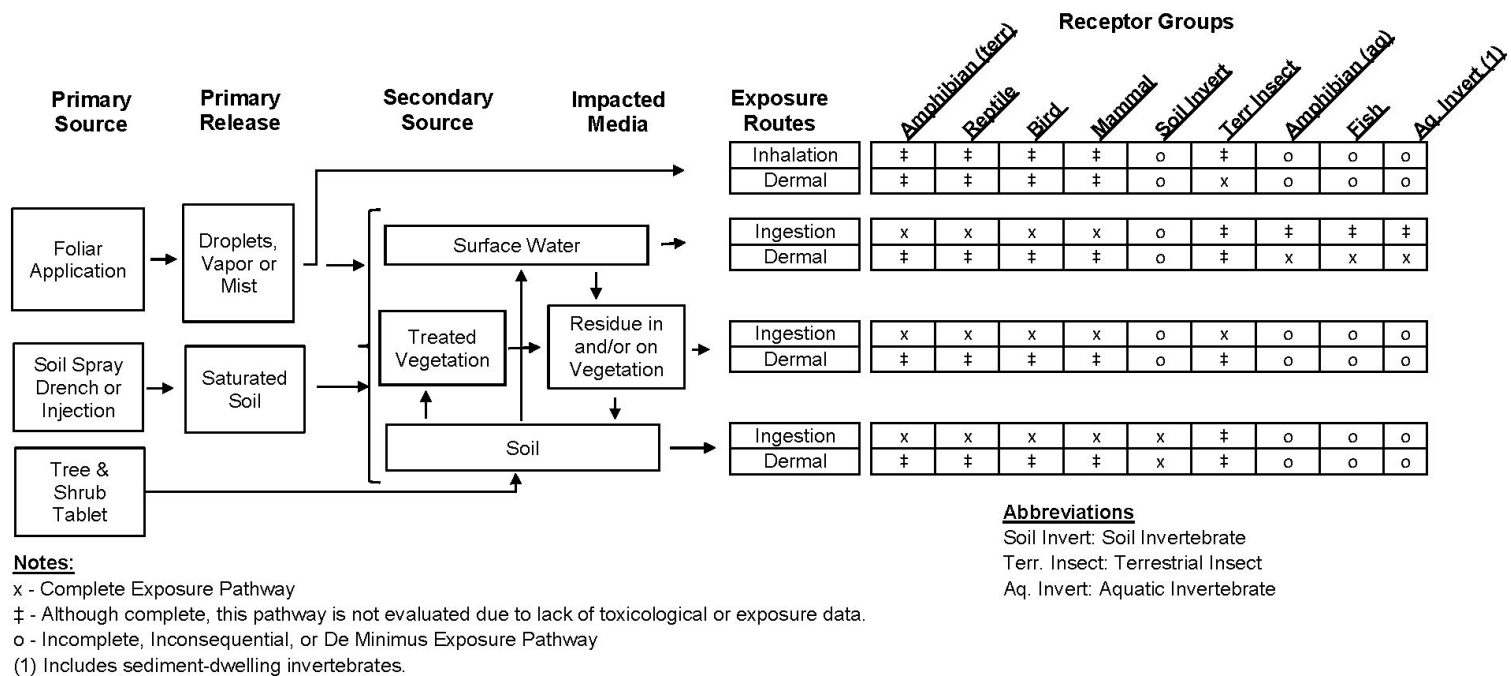 Receptor Groups
Amphibian (terr)
Reptile
Bird
Mammal
Soil Invert
Terr Insect
Amphibian (aq)
Fish
Aq. Invert (1)
Primary
Source
Primary
Release
Secondary
Source
Impacted
Media
Exposure
Routes
Inhalation ‡ ‡ ‡ ‡ o ‡ o o o
Dermal ‡ ‡ ‡ ‡ o x o o o
Foliar
Application
Droplets,
Vapor or
Mist
Surface Water
Ingestion x x x x o ‡ ‡ ‡ ‡
Dermal ‡ ‡ ‡ ‡ o ‡ x x x
Soil Spray
Drench or
Injection
Saturated
Soil
Treated
Vegetation
Residue in
and/or on
Vegetation
Ingestion x x x x o x o o o
Dermal ‡ ‡ ‡ ‡ o ‡ o o o
Tree &
Shrub
Tablet
Soil
Ingestion x x x x x ‡ o o o
Dermal ‡ ‡ ‡ ‡ x ‡ o o o
Abbreviations
Soil Invert: Soil Invertebrate
Terr. Insect: Terrestrial Insect
Aq. Invert: Aquatic Invertebrate
Notes:
x - Complete Exposure Pathway
‡ - Although complete, this pathway is not evaluated due to lack of toxicological or exposure data.
o - Incomplete, Inconsequential, or De Minimus Exposure Pathway
(1) Includes sediment-dwelling invertebrates.